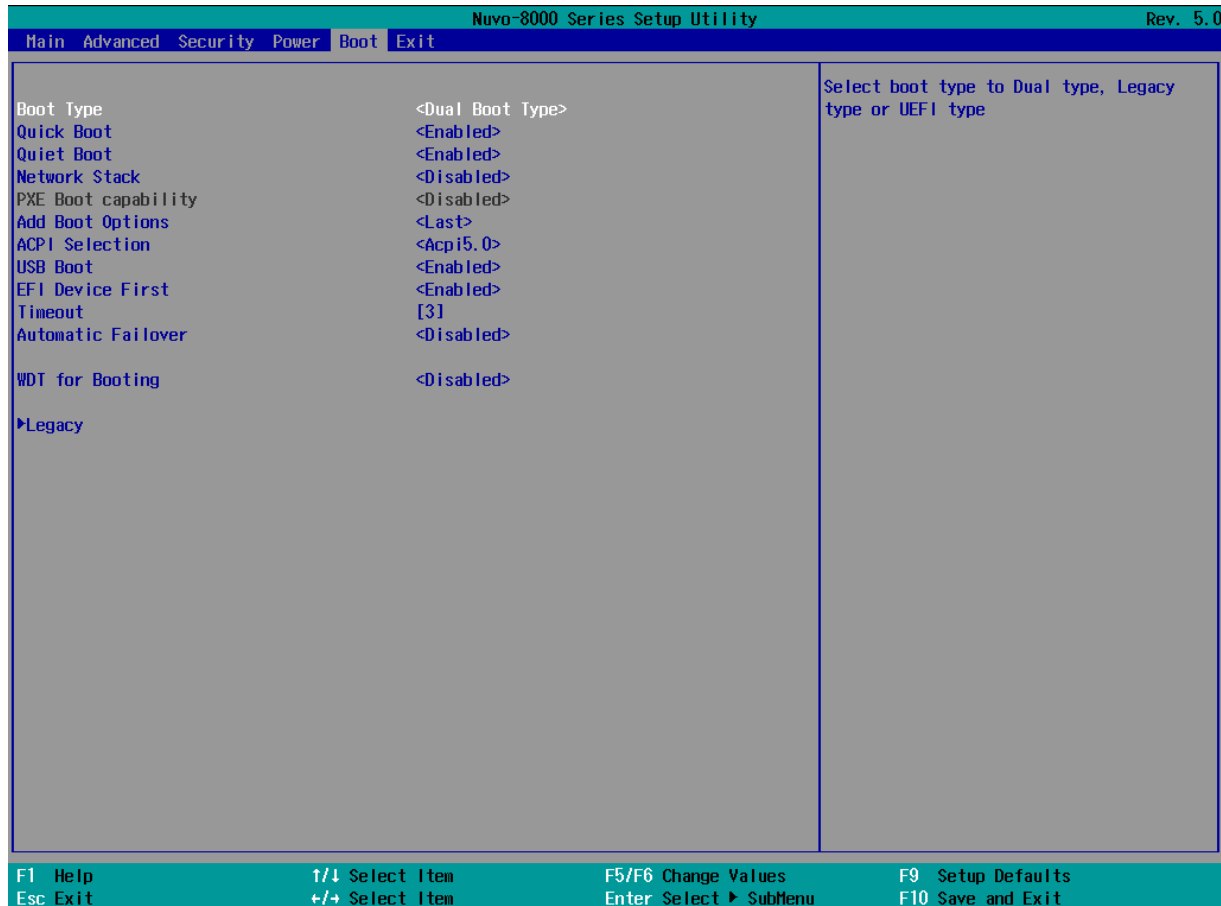 Nuvo-8000 Series Setup Utility Rev. 5.0
Main Advanced Security Power Boot Exit
Boot Type <Dual Boot Type>
Quick Boot <Enabled>
Quiet Boot <Enabled>
Network Stack <Disabled>
PXE Boot capability <Disabled>
Add Boot Options <Last>
ACPI Selection <Acpi5.0>
USB Boot <Enabled>
EFI Device First <Enabled>
Timeout [3]
Automatic Failover <Disabled>
WDT for Booting <Disabled>
▶Legacy
Select boot type to Dual type, Legacy
type or UEFI type
F1 Help ↑/↓ Select Item F5/F6 Change Values F9 Setup Defaults
Esc Exit ←/→ Select Item Enter Select ▶ SubMenu F10 Save and Exit